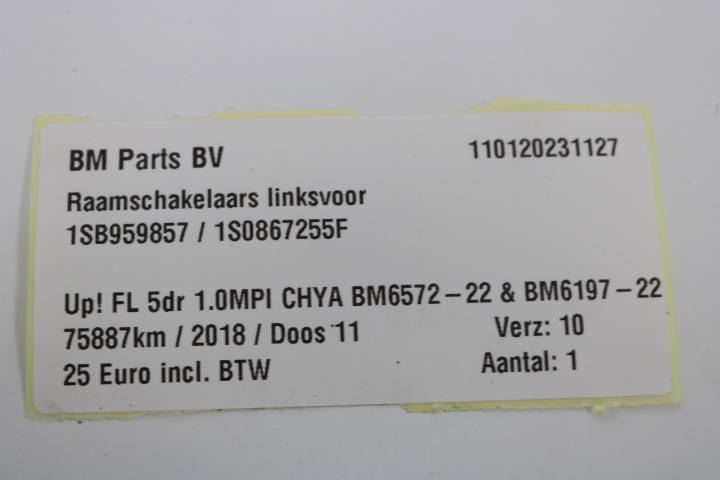 BM Parts BV 110120231127
Raamschakelaars linksvoor
1SB959857 / 1S0867255F
Up! FL 5dr 1.0MPI CHYA BM6572-22 & BM6197-22
75887km / 2018 / Doos 11 Verz: 10
25 Euro incl. BTW Aantal: 1